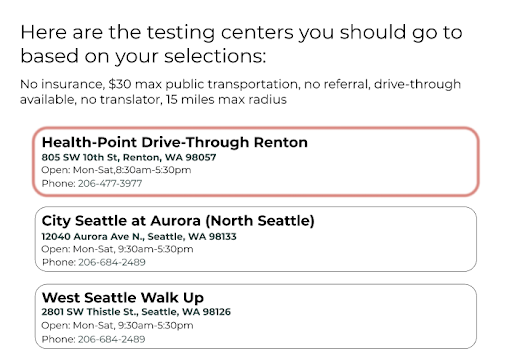 Here are the testing centers you should go to
based on your selections:
No insurance, $30 max public transportation, no referral, drive-through
available, no translator, 15 miles max radius
Health-Point Drive-Through Renton
805 SW 10th St, Renton, WA 98057
Open: Mon-Sat,8:30am-5:30pm
Phone: 206-477-3977
City Seattle at Aurora (North Seattle)
12040 Aurora Ave N., Seattle, WA 98133
Open: Mon-Sat, 9:30am-5:30pm
Phone: 206-684-2489
West Seattle Walk Up
2801 SW Thistle St., Seattle, WA 98126
Open: Mon-Sat, 9:30am-5:30pm
Phone: 206-684-2489